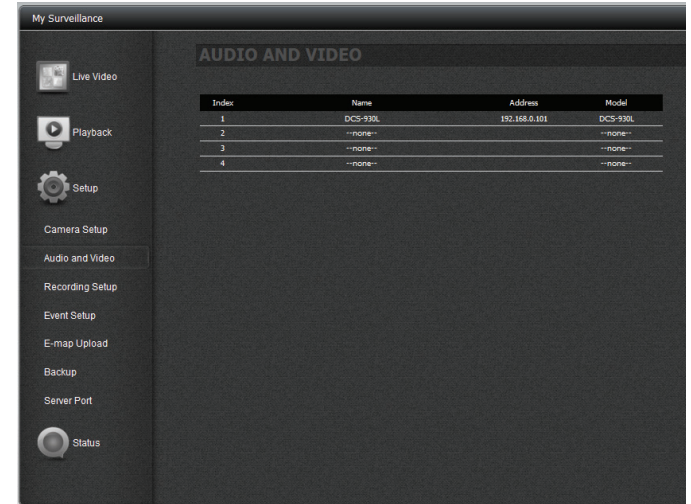 My Surveillance
Live Video
Playback
Setup
Camera Setup
Audio and Video
Recording Setup
Event Setup
E-map Upload
Backup
Server Port
Status
AUDIO AND VIDEO
Index Name Address Model
1 DCS-930L 192.168.0.101 DCS-930L
2 --none-- --none--
3 --none-- --none--
4 --none-- --none--